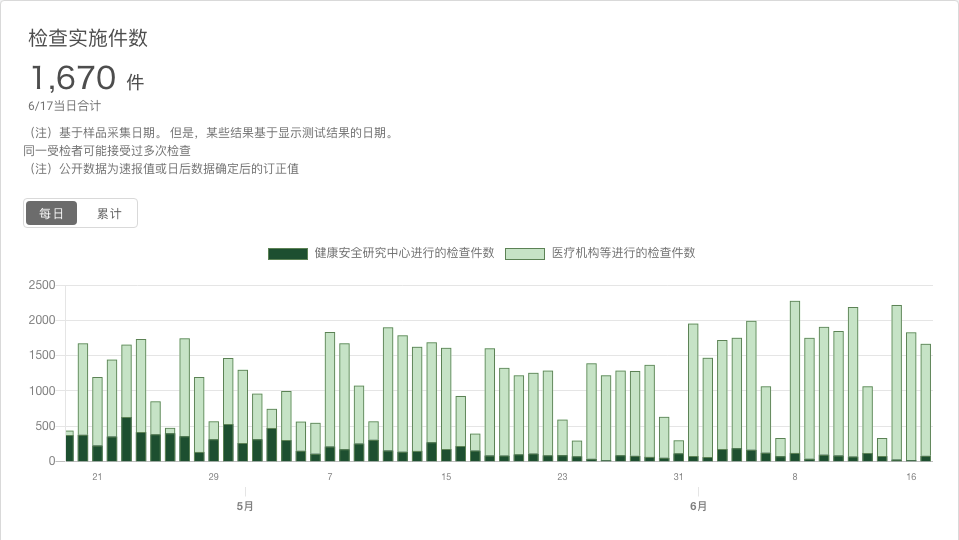 检查实施件数
1,670 件
6/17当日合计
（注）基于样品采集日期。 但是，某些结果基于显示测试结果的日期。
同一受检者可能接受过多次检查
（注）公开数据为速报值或日后数据确定后的订正值
每日 累计
健康安全研究中心进行的检查件数 医疗机构等进行的检查件数
2500
2000
1500
1000
500
0
21 29 7 15 23 31 8 16
5月 6月